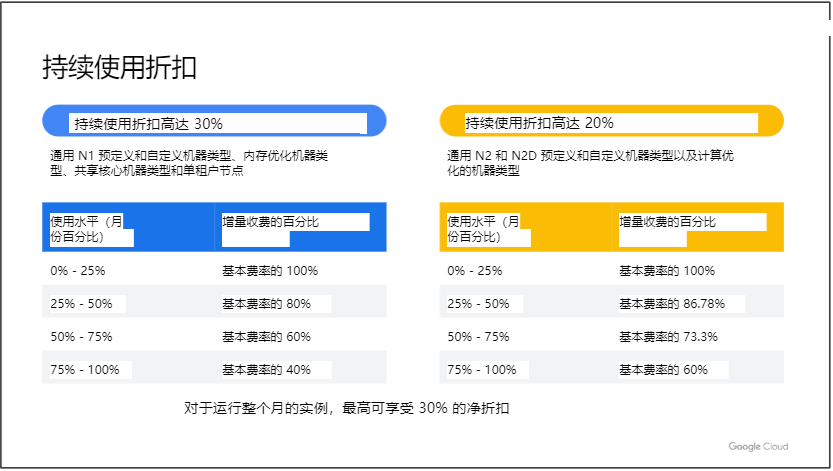 持续使用折扣
持续使用折扣高达 30%
通用 N1 预定义和自定义机器类型、内存优化机器类
型、共享核心机器类型和单租户节点
使用水平（月
份百分比）
增量收费的百分比
0% - 25%
基本费率的 100%
25% - 50%
基本费率的 80%
50% - 75%
基本费率的 60%
75% - 100%
基本费率的 40%
持续使用折扣高达 20%
通用 N2 和 N2D 预定义和自定义机器类型以及计算优
化的机器类型
使用水平（月
份百分比）
增量收费的百分比
0% - 25%
基本费率的 100%
25% - 50%
基本费率的 86.78%
50% - 75%
基本费率的 73.3%
75% - 100%
基本费率的 60%
对于运行整个月的实例，最高可享受 30% 的净折扣
Google Cloud